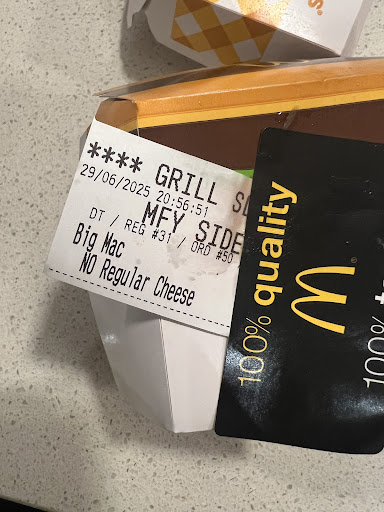 s.
**** GRILL
29/06/2025 20:56:51
MFY SIDE
DT / REG #31 / ORD #50
Big Mac
NO Regular Cheese
100% quality
M
100%